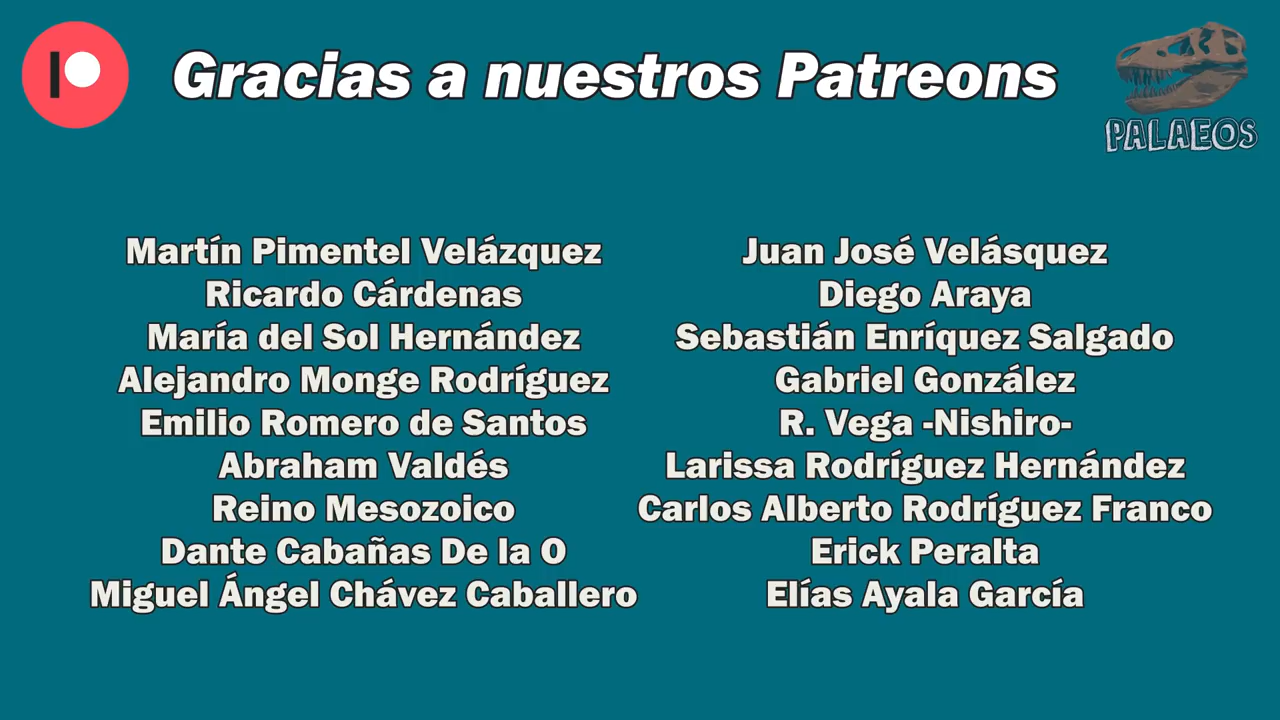 Gracias a nuestros Patreons
PALAEOS
Martín Pimentel Velázquez
Ricardo Cárdenas
María del Sol Hernández
Alejandro Monge Rodríguez
Emilio Romero de Santos
Abraham Valdés
Reino Mesozoico
Dante Cabañas De la O
Miguel Ángel Chávez Caballero
Juan José Velásquez
Diego Araya
Sebastián Enríquez Salgado
Gabriel González
R. Vega -Nishiro-
Larissa Rodríguez Hernández
Carlos Alberto Rodríguez Franco
Erick Peralta
Elías Ayala García